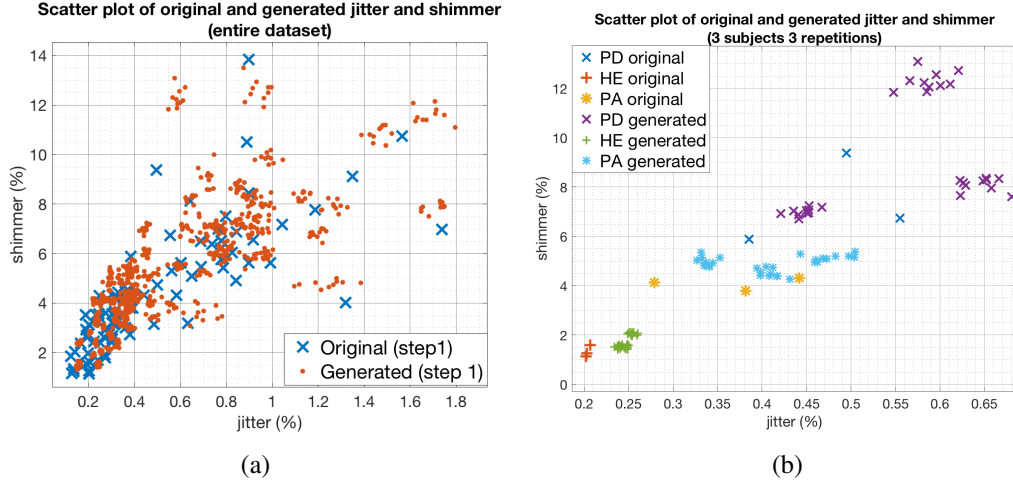 Scatter plot of original and generated jitter and shimmer
(entire dataset)
14
12
10
8
6
4
2
shimmer (%)
0.2 0.4 0.6 0.8 1 1.2 1.4 1.6 1.8
jitter (%)
Original (step1)
Generated (step 1)
(a)
Scatter plot of original and generated jitter and shimmer
(3 subjects 3 repetitions)
PD original
HE original
PA original
PD generated
HE generated
PA generated
12
10
8
6
4
2
0
shimmer (%)
0.2 0.25 0.3 0.35 0.4 0.45 0.5 0.55 0.6 0.65
jitter (%)
(b)